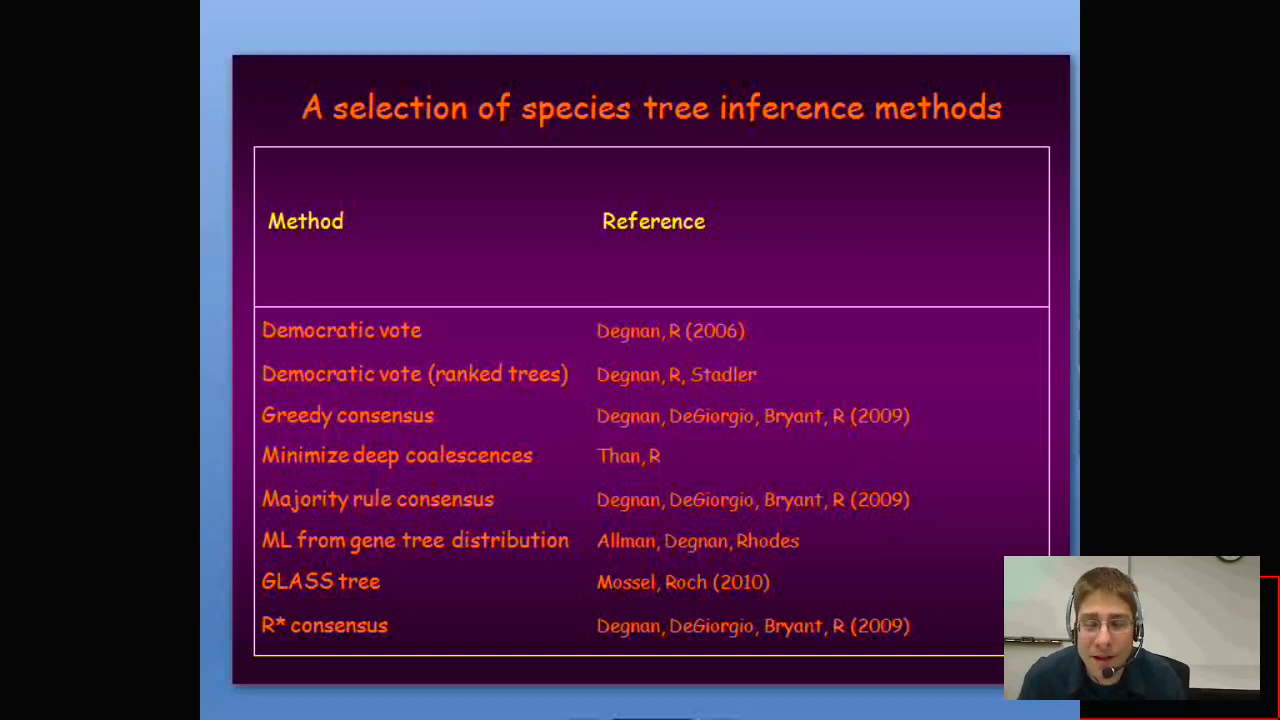 A selection of species tree inference methods
Method Reference
Democratic vote Degnan, R (2006)
Democratic vote (ranked trees) Degnan, R, Stadler
Greedy consensus Degnan, DeGiorgio, Bryant, R (2009)
Minimize deep coalescences Than, R
Majority rule consensus Degnan, DeGiorgio, Bryant, R (2009)
ML from gene tree distribution Allman, Degnan, Rhodes
GLASS tree Mossel, Roch (2010)
R* consensus Degnan, DeGiorgio, Bryant, R (2009)